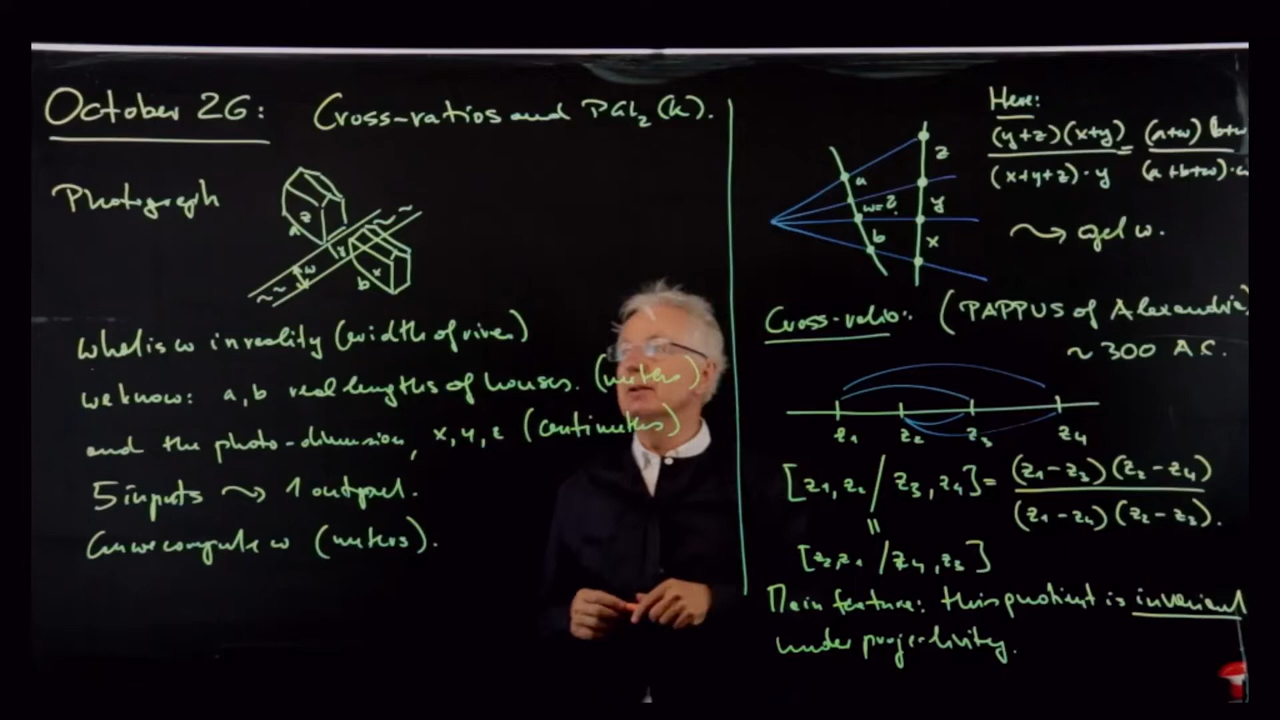 October 26: Cross-ratios and PGL₂(k).
Photograph
z
a
y
w
b
x
~ ~
~ ~
what is w in reality (width of river)
we know: a, b real lengths of houses. (meters)
and the photo-dimension, x, y, z (centimeters)
5 inputs ⤳ 1 output.
Can we compute w (meters).
a
w=?
b
z
y
x
Here:
(y+z)(x+y) / (x+y+z)·y = (a+w)(b+w / (a+b+w)·w
⤳ get w.
Cross-ratio: (PAPPUS of Alexandria
~ 300 A.C.
z₁ z₂ z₃ z₄
[z₁, z₂ / z₃, z₄] = (z₁-z₃)(z₂-z₄) / (z₁-z₄)(z₂-z₃).
=
[z₂, z₁ / z₄, z₃]
Main feature: this quotient is invariant
under projectivity.